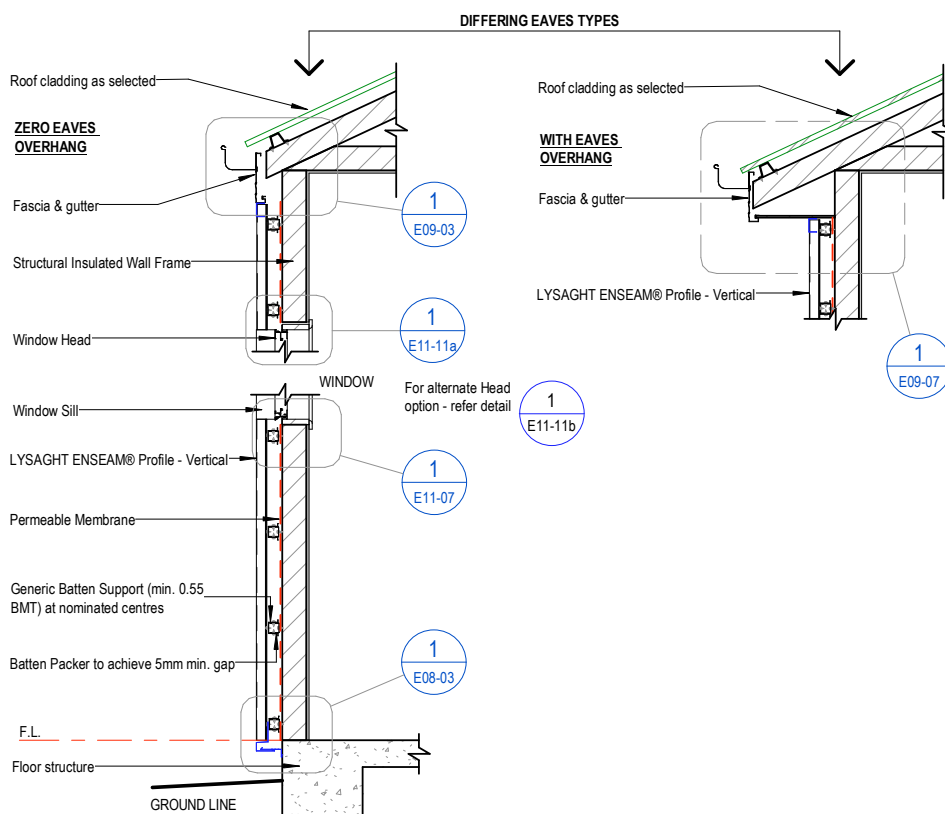 DIFFERING EAVES TYPES
Roof cladding as selected
ZERO EAVES
OVERHANG
Fascia & gutter
1
E09-03
Structural Insulated Wall Frame
Window Head
1
E11-11a
WINDOW
For alternate Head
option - refer detail
1
E11-11b
Window Sill
LYSAGHT ENSEAM® Profile - Vertical
1
E11-07
Permeable Membrane
Generic Batten Support (min. 0.55
BMT) at nominated centres
Batten Packer to achieve 5mm min. gap
1
E08-03
F.L.
Floor structure
GROUND LINE
Roof cladding as selected
WITH EAVES
OVERHANG
Fascia & gutter
LYSAGHT ENSEAM® Profile - Vertical
1
E09-07